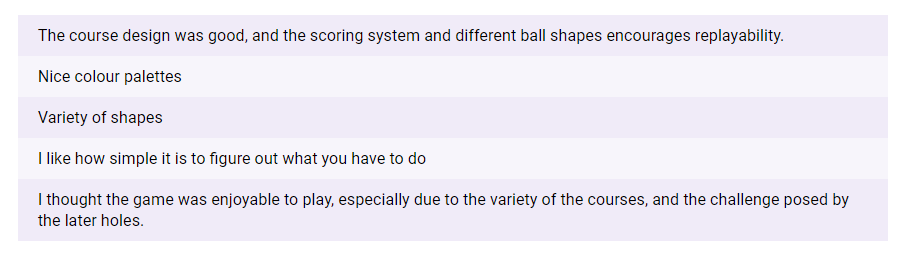 The course design was good, and the scoring system and different ball shapes encourages replayability.
Nice colour palettes
Variety of shapes
I like how simple it is to figure out what you have to do
I thought the game was enjoyable to play, especially due to the variety of the courses, and the challenge posed by
the later holes.